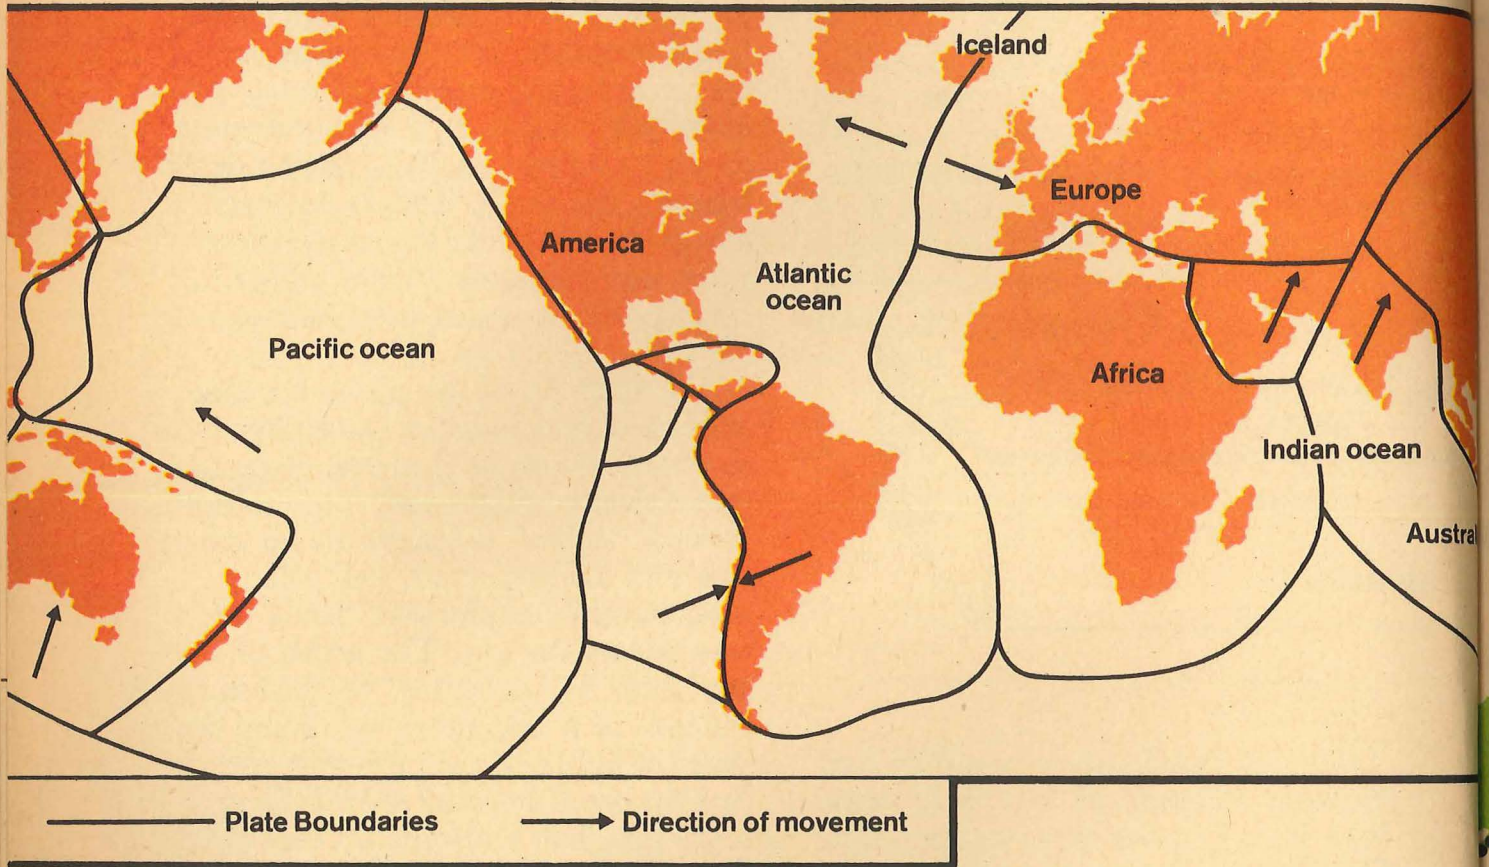 Iceland
Europe
America
Atlantic
ocean
Pacific ocean
Africa
Indian ocean
Austral
Plate Boundaries
Direction of movement